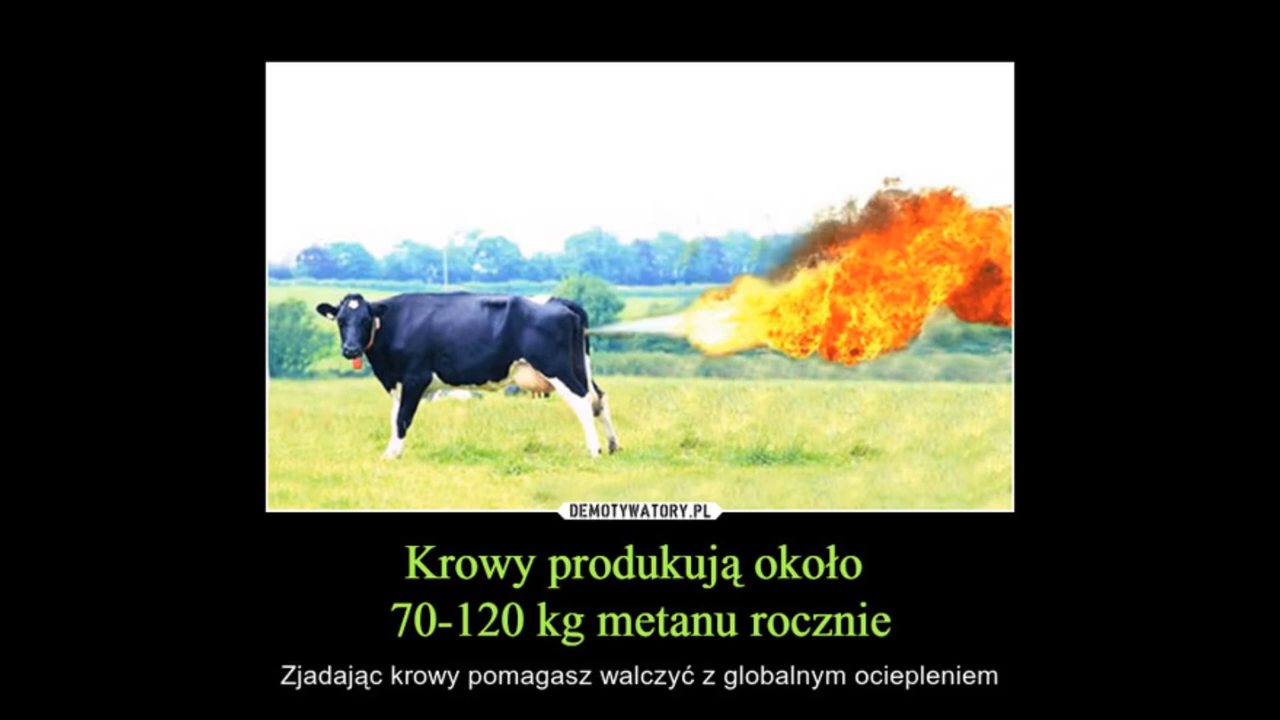 DEMOTYWATORY.PL
Krowy produkują około
70-120 kg metanu rocznie
Zjadając krowy pomagasz walczyć z globalnym ociepleniem